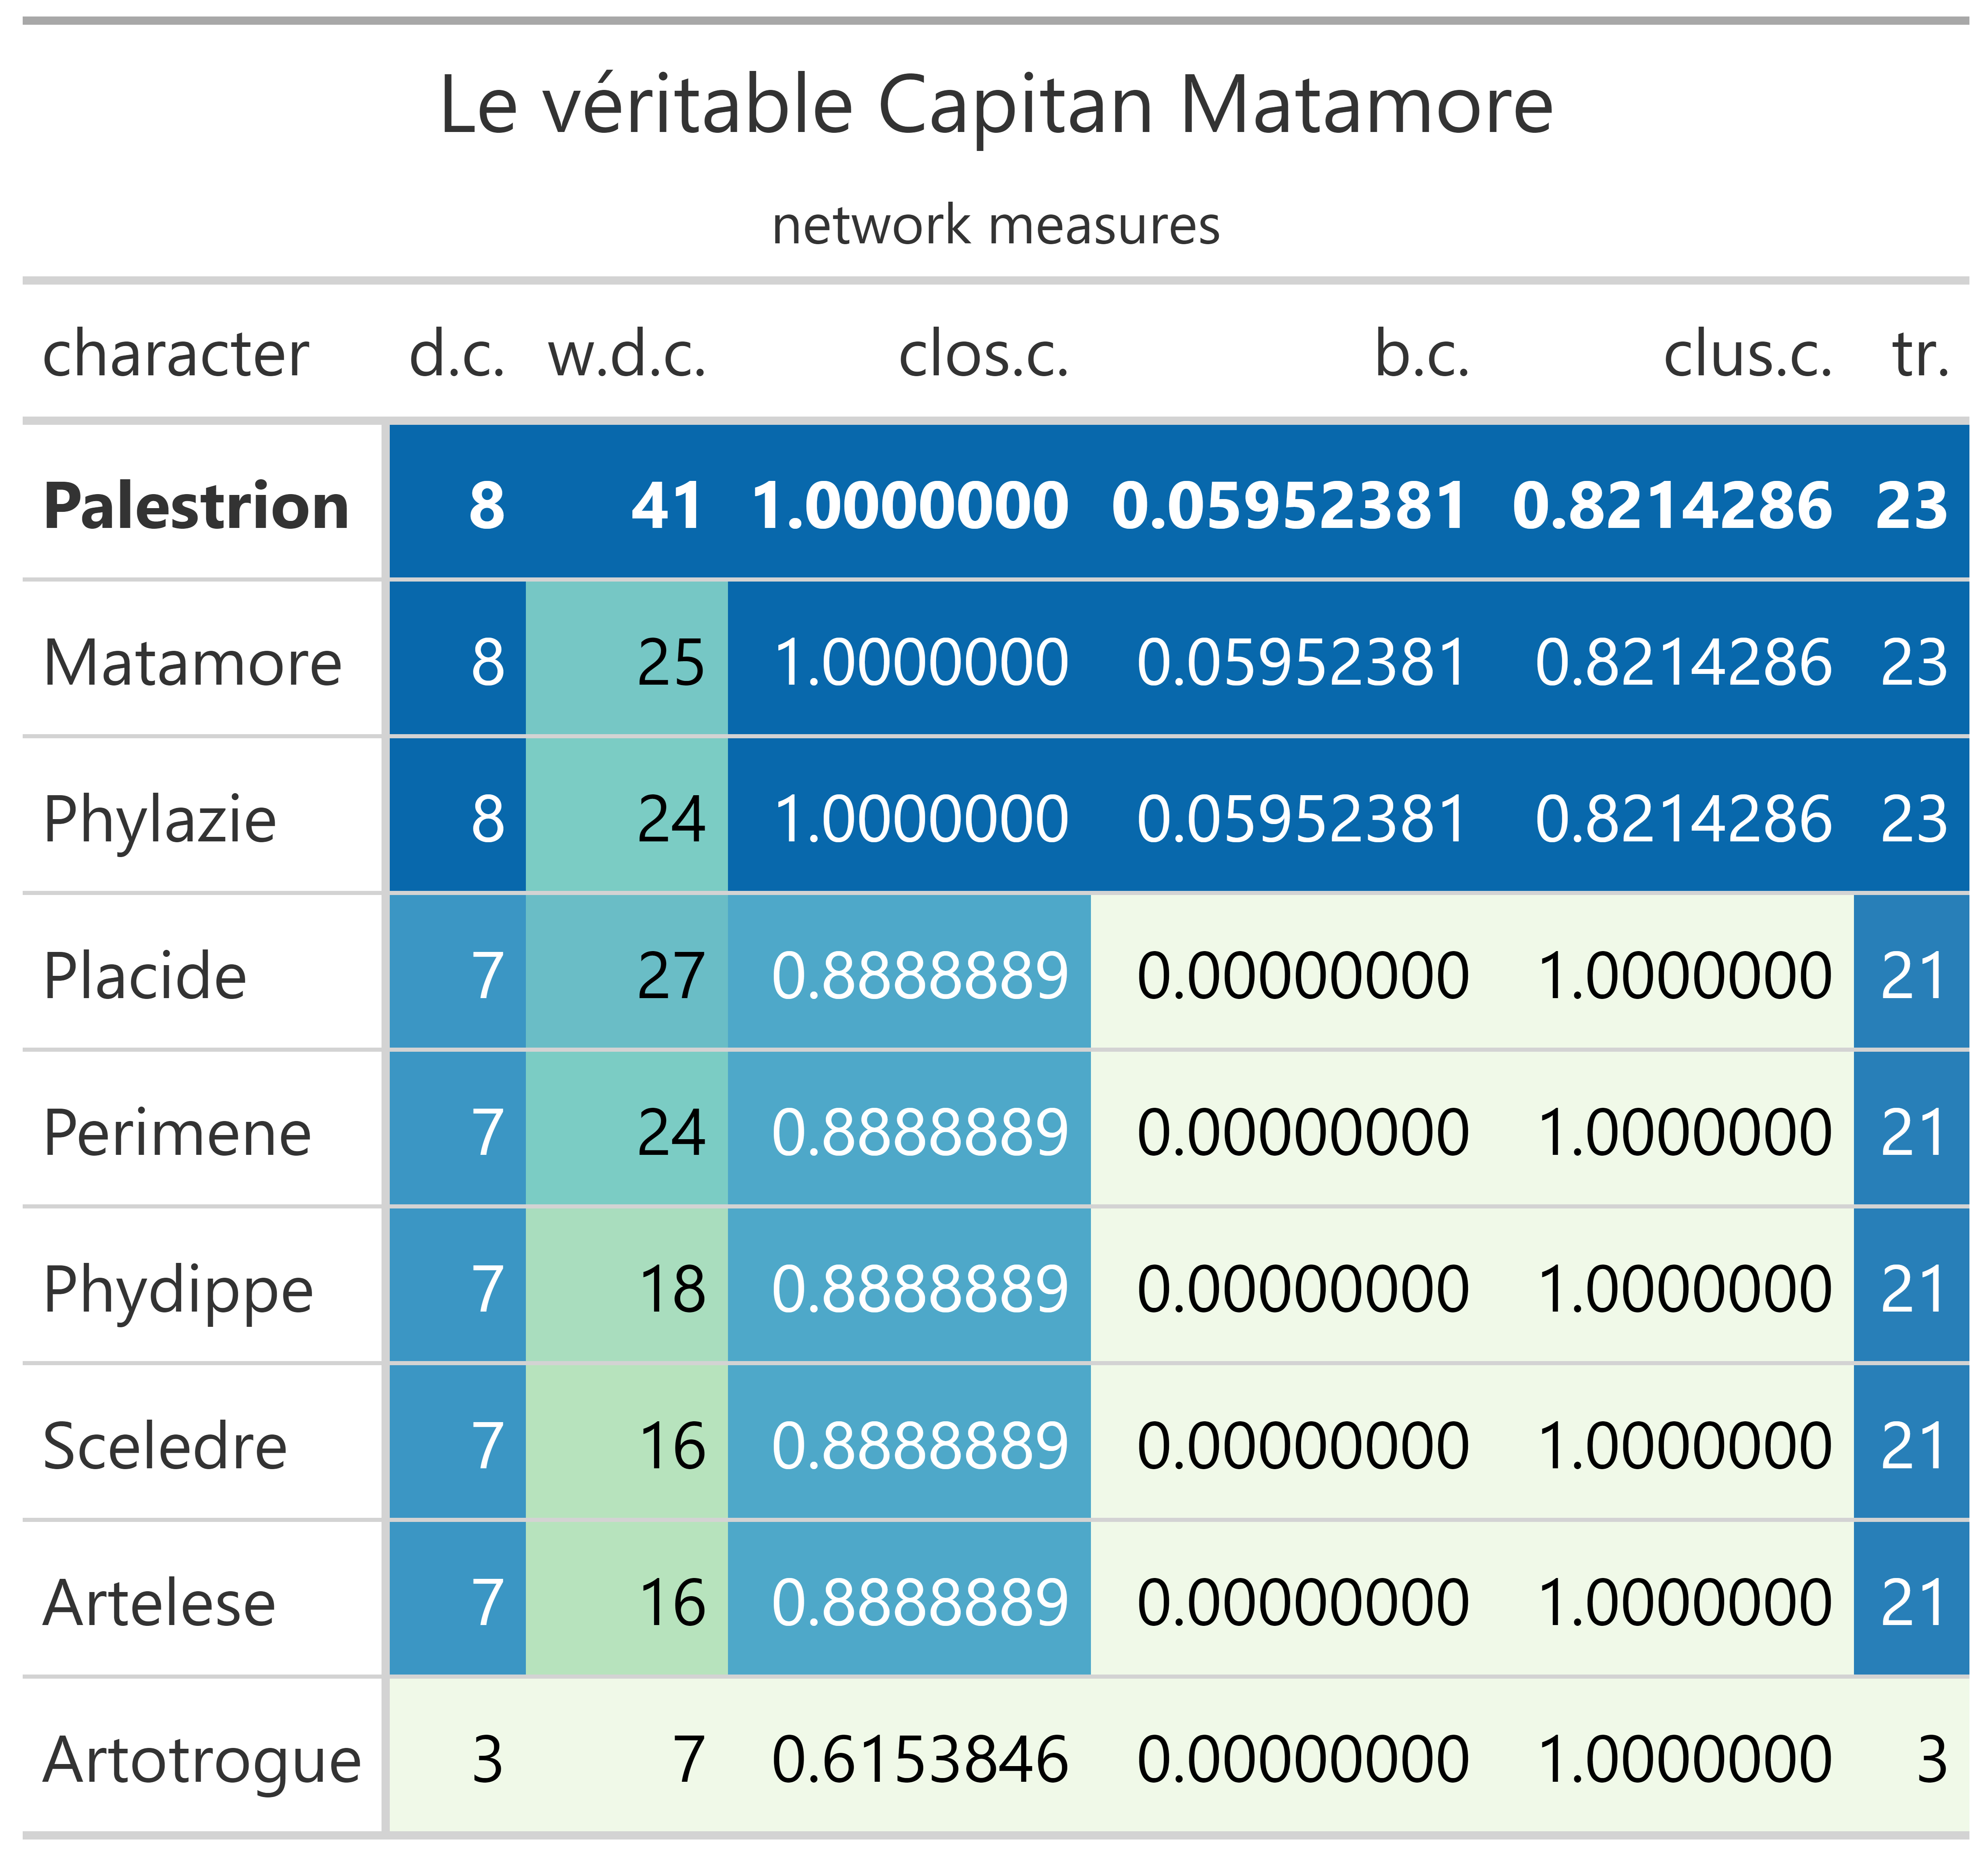 Le véritable Capitan Matamore
network measures
character d.c. w.d.c. clos.c. b.c. clus.c. tr.
Palestrion 8 41 1.0000000 0.05952381 0.8214286 23
Matamore 8 25 1.0000000 0.05952381 0.8214286 23
Phylazie 8 24 1.0000000 0.05952381 0.8214286 23
Placide 7 27 0.8888889 0.00000000 1.0000000 21
Perimene 7 24 0.8888889 0.00000000 1.0000000 21
Phydippe 7 18 0.8888889 0.00000000 1.0000000 21
Sceledre 7 16 0.8888889 0.00000000 1.0000000 21
Artelese 7 16 0.8888889 0.00000000 1.0000000 21
Artotrogue 3 7 0.6153846 0.00000000 1.0000000 3